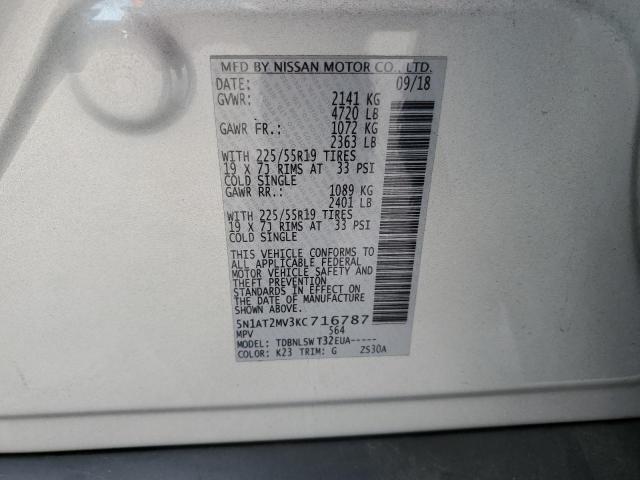 MFD BY NISSAN MOTOR CO., LTD.
DATE: 09/18
GVWR: 2141 KG
4720 LB
GAWR FR.: 1072 KG
2363 LB
WITH 225/55R19 TIRES
19 X 7J RIMS AT 33 PSI
COLD SINGLE
GAWR RR.: 1089 KG
2401 LB
WITH 225/55R19 TIRES
19 X 7J RIMS AT 33 PSI
COLD SINGLE
THIS VEHICLE CONFORMS TO
ALL APPLICABLE FEDERAL
MOTOR VEHICLE SAFETY AND
THEFT PREVENTION
STANDARDS IN EFFECT ON
THE DATE OF MANUFACTURE
SHOWN ABOVE.
5N1AT2MV3KC716787
MPV 564
MODEL: TDBNLSW T32EUA-----
COLOR: K23 TRIM: G ZS30A